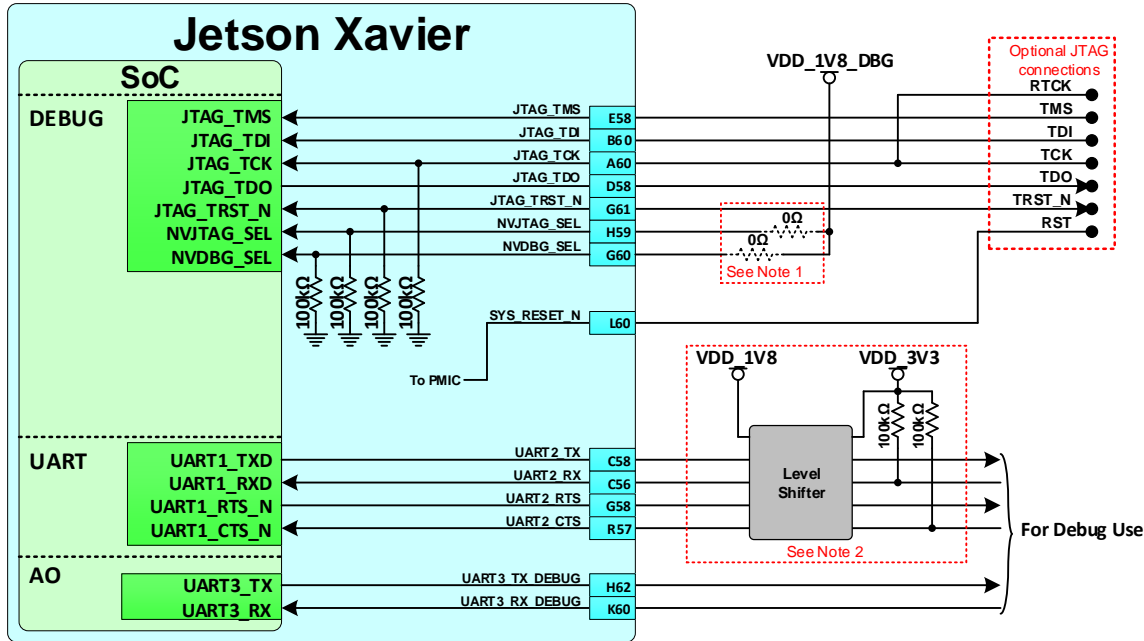 Jetson Xavier
SoC
DEBUG
JTAG_TMS
JTAG_TDI
JTAG_TCK
JTAG_TDO
JTAG_TRST_N
NVJTAG_SEL
NVDBG_SEL
JTAG_TMS
JTAG_TDI
JTAG_TCK
JTAG_TDO
JTAG_TRST_N
NVJTAG_SEL
NVDBG_SEL
E58
B60
A60
D58
G61
H59
G60
VDD_1V8_DBG
0Ω
0Ω
See Note 1
Optional JTAG
connections
RTCK
TMS
TDI
TCK
TDO
TRST_N
RST
100kΩ
100kΩ
100kΩ
100kΩ
SYS_RESET_N
L60
To PMIC
VDD_1V8
VDD_3V3
100kΩ
100kΩ
Level
Shifter
See Note 2
UART
UART1_TXD
UART1_RXD
UART1_RTS_N
UART1_CTS_N
UART2_TX
UART2_RX
UART2_RTS
UART2_CTS
C58
C56
G58
R57
For Debug Use
AO
UART3_TX
UART3_RX
UART3_TX_DEBUG
UART3_RX_DEBUG
H62
K60